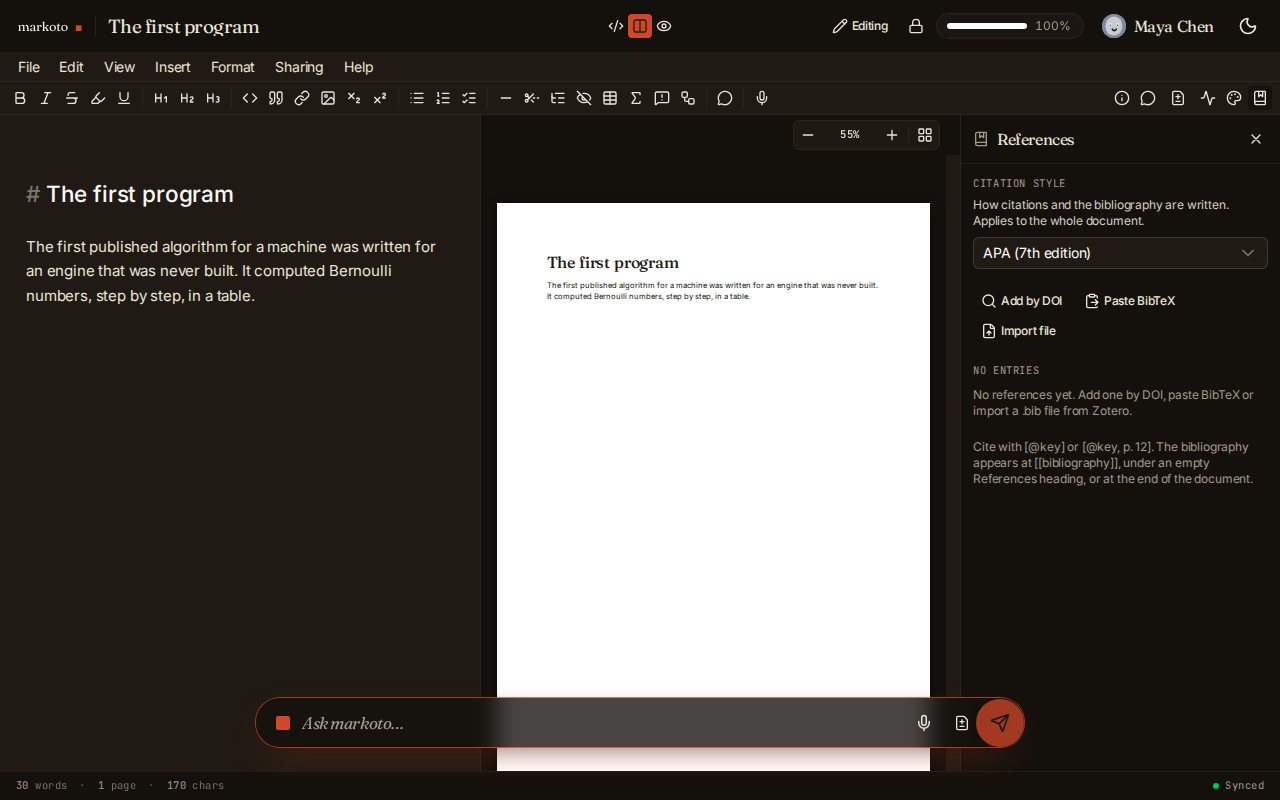 markoto
The first program
Editing
100%
Maya Chen
File Edit View Insert Format Sharing Help
H1 H2 H3
55%
References
CITATION STYLE
How citations and the bibliography are written.
Applies to the whole document.
APA (7th edition)
Add by DOI
Paste BibTeX
Import file
NO ENTRIES
No references yet. Add one by DOI, paste BibTeX or
import a .bib file from Zotero.
Cite with [@key] or [@key, p. 12]. The bibliography
appears at [[bibliography]], under an empty
References heading, or at the end of the document.
# The first program
The first published algorithm for a machine was written for
an engine that was never built. It computed Bernoulli
numbers, step by step, in a table.
The first program
The first published algorithm for a machine was written for an engine that was never built.
It computed Bernoulli numbers, step by step, in a table.
Ask markoto...
30 words · 1 page · 170 chars
Synced